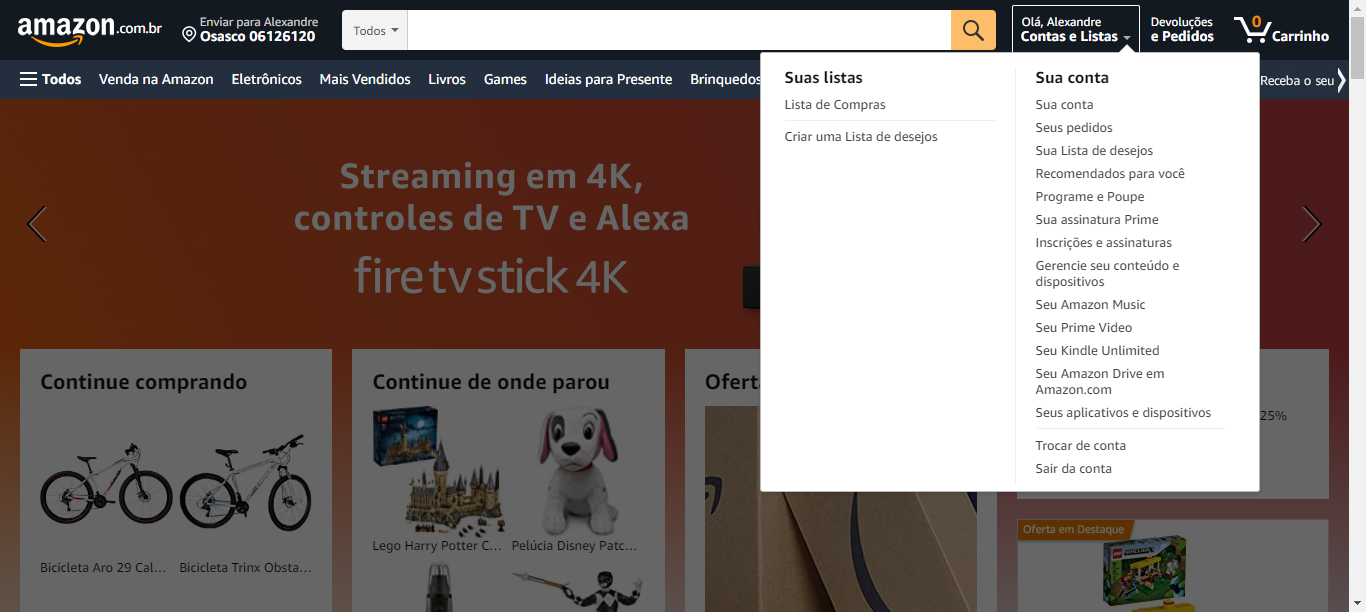 amazon.com.br
Enviar para Alexandre
Osasco 06126120
Todos
Olá, Alexandre
Contas e Listas
Devoluções
e Pedidos
0
Carrinho
Todos
Venda na Amazon
Eletrônicos
Mais Vendidos
Livros
Games
Ideias para Presente
Brinquedos
Receba o seu
Suas listas
Lista de Compras
Criar uma Lista de desejos
Sua conta
Sua conta
Seus pedidos
Sua Lista de desejos
Recomendados para você
Programe e Poupe
Sua assinatura Prime
Inscrições e assinaturas
Gerencie seu conteúdo e
dispositivos
Seu Amazon Music
Seu Prime Video
Seu Kindle Unlimited
Seu Amazon Drive em
Amazon.com
Seus aplicativos e dispositivos
Trocar de conta
Sair da conta
Streaming em 4K,
controles de TV e Alexa
fire tv stick 4K
Continue comprando
Bicicleta Aro 29 Cal...
Bicicleta Trinx Obsta...
Continue de onde parou
Lego Harry Potter C...
Pelúcia Disney Patc...
Ofert
25%
Oferta em Destaque
MINECRAFT